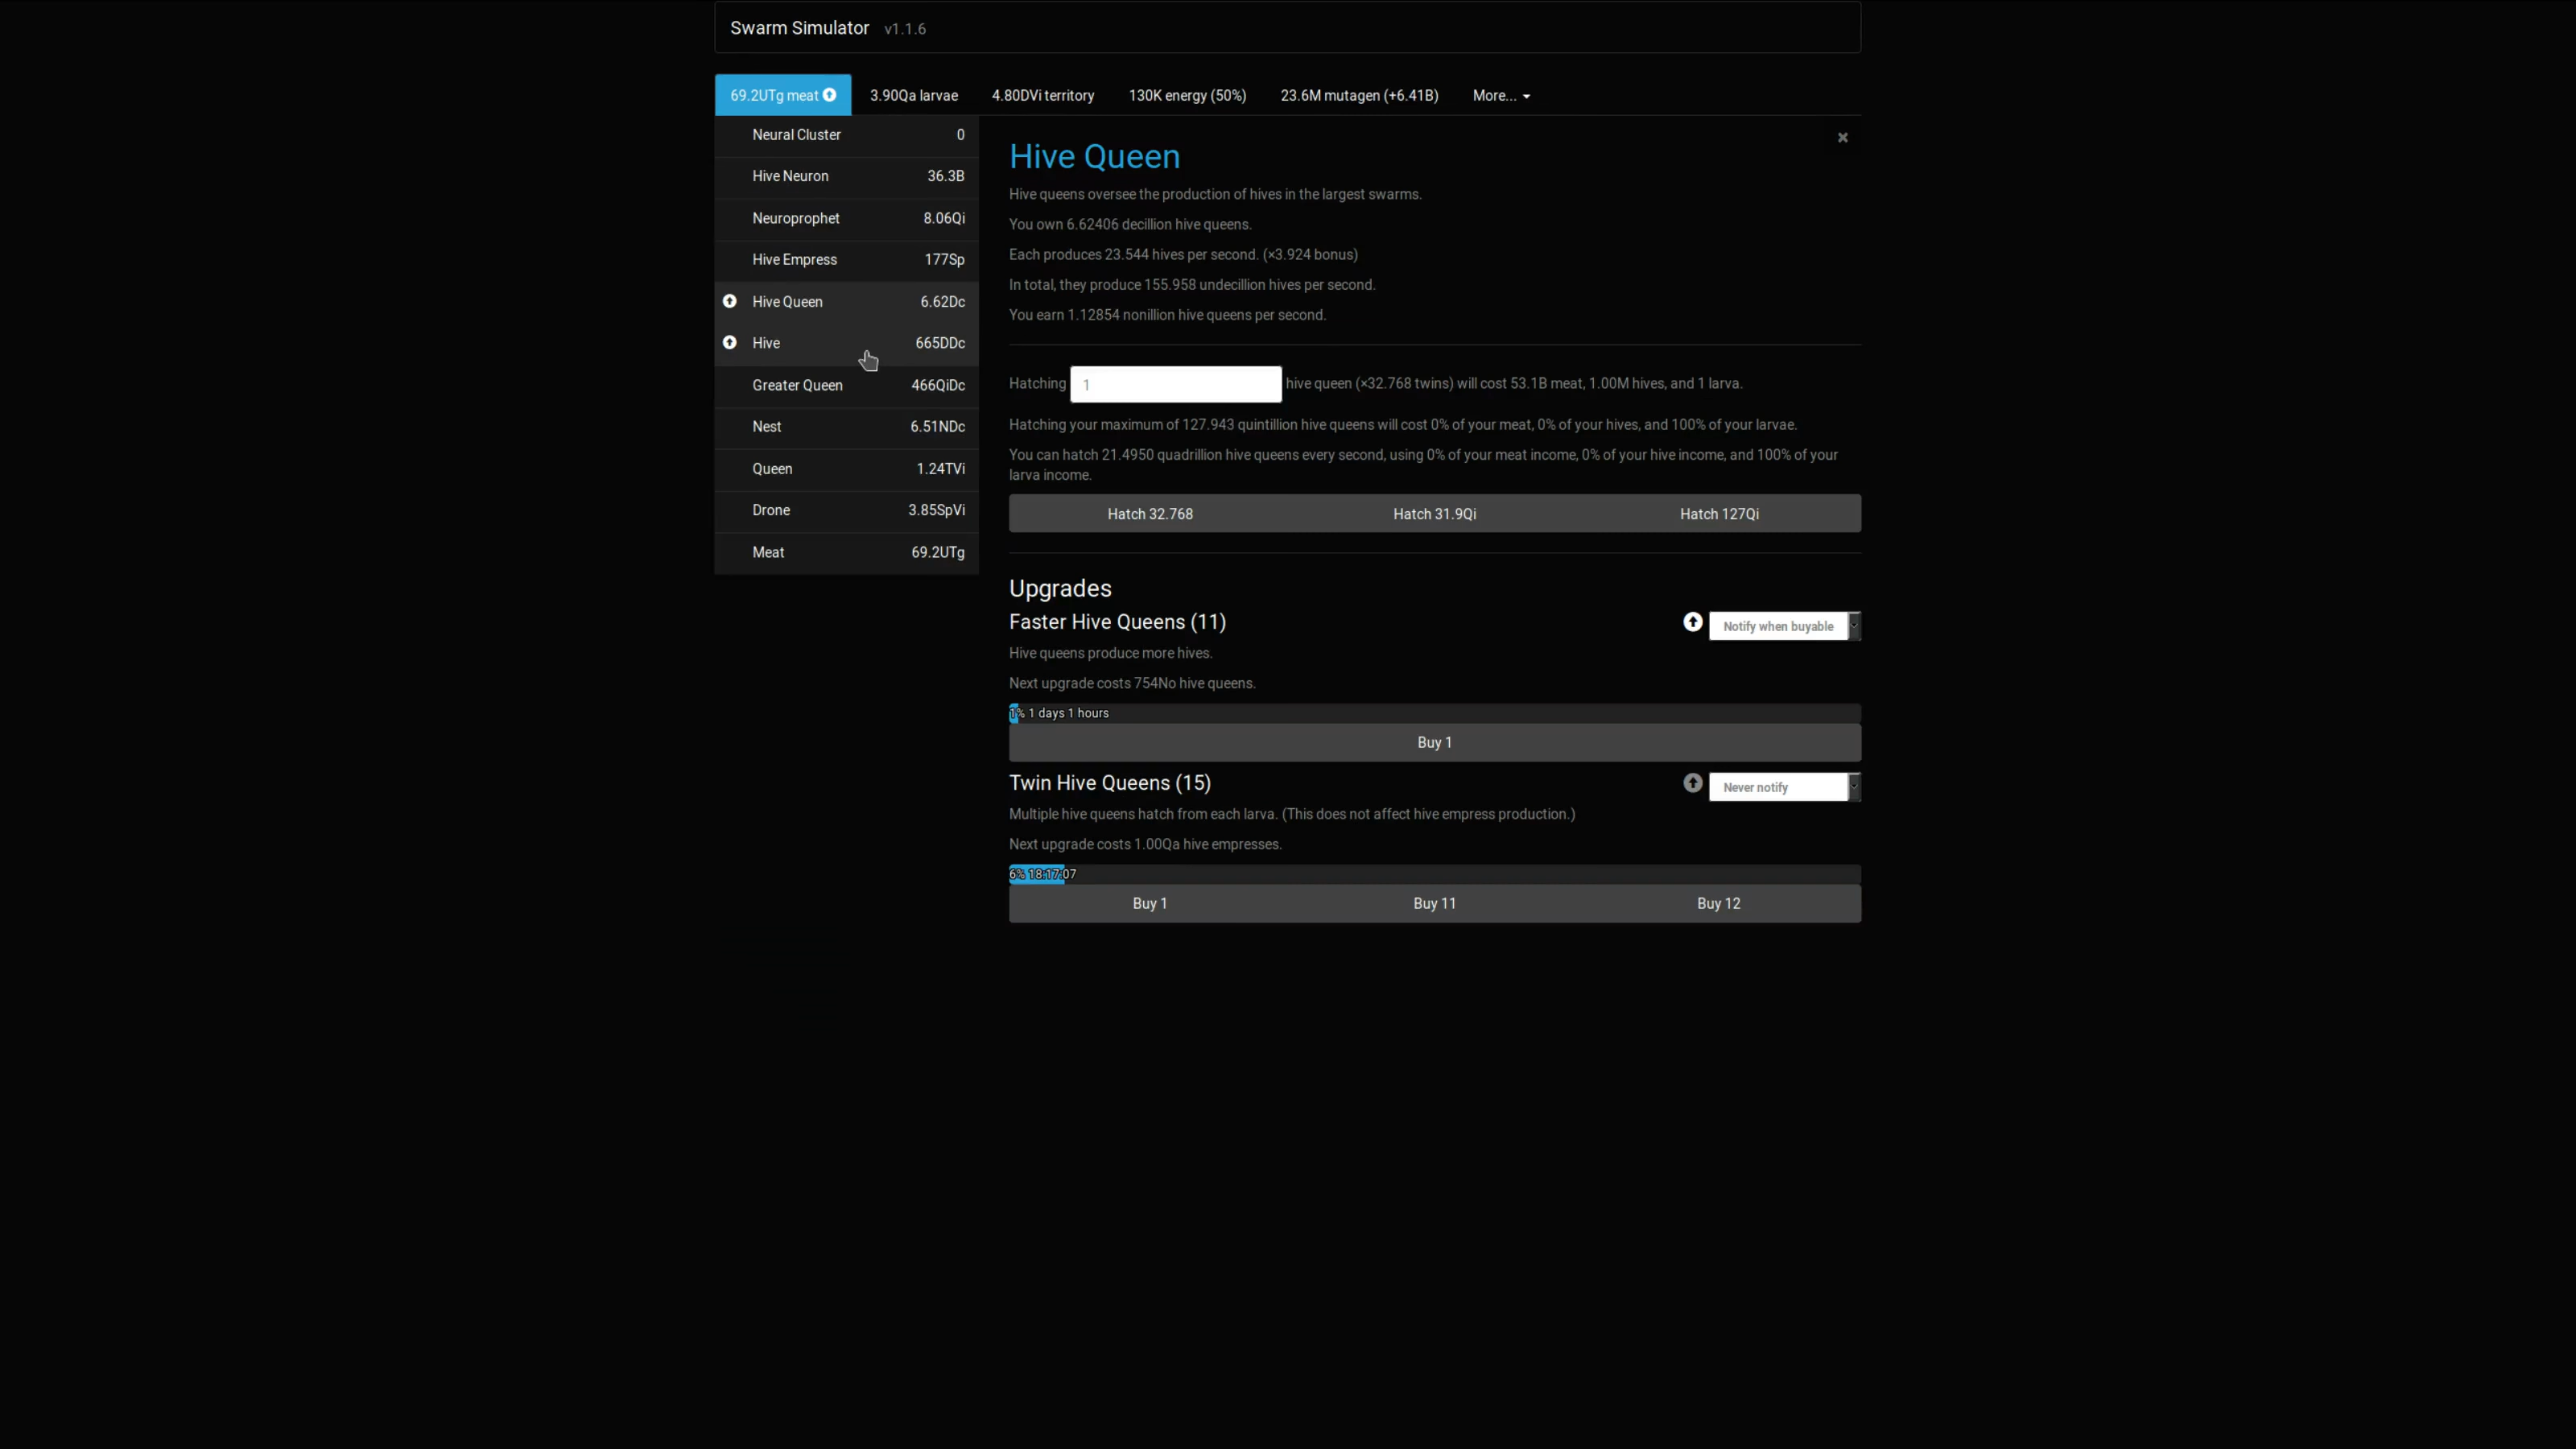 Swarm Simulator v1.1.6
69.2UTg meat 3.90Qa larvae 4.80DVi territory 130K energy (50%) 23.6M mutagen (+6.41B) More...
Neural Cluster 0
Hive Neuron 36.3B
Neuroprophet 8.06Qi
Hive Empress 177Sp
Hive Queen 6.62Dc
Hive 665DDc
Greater Queen 466QiDc
Nest 6.51NDc
Queen 1.24TVi
Drone 3.85SpVi
Meat 69.2UTg
×
Hive Queen
Hive queens oversee the production of hives in the largest swarms.
You own 6.62406 decillion hive queens.
Each produces 23.544 hives per second. (×3.924 bonus)
In total, they produce 155.958 undecillion hives per second.
You earn 1.12854 nonillion hive queens per second.
Hatching 1 hive queen (×32.768 twins) will cost 53.1B meat, 1.00M hives, and 1 larva.
Hatching your maximum of 127.943 quintillion hive queens will cost 0% of your meat, 0% of your hives, and 100% of your larvae.
You can hatch 21.4950 quadrillion hive queens every second, using 0% of your meat income, 0% of your hive income, and 100% of your
larva income.
Hatch 32.768 Hatch 31.9Qi Hatch 127Qi
Upgrades
Faster Hive Queens (11) Notify when buyable
Hive queens produce more hives.
Next upgrade costs 754No hive queens.
1% 1 days 1 hours
Buy 1
Twin Hive Queens (15) Never notify
Multiple hive queens hatch from each larva. (This does not affect hive empress production.)
Next upgrade costs 1.00Qa hive empresses.
6% 18:17:07
Buy 1 Buy 11 Buy 12